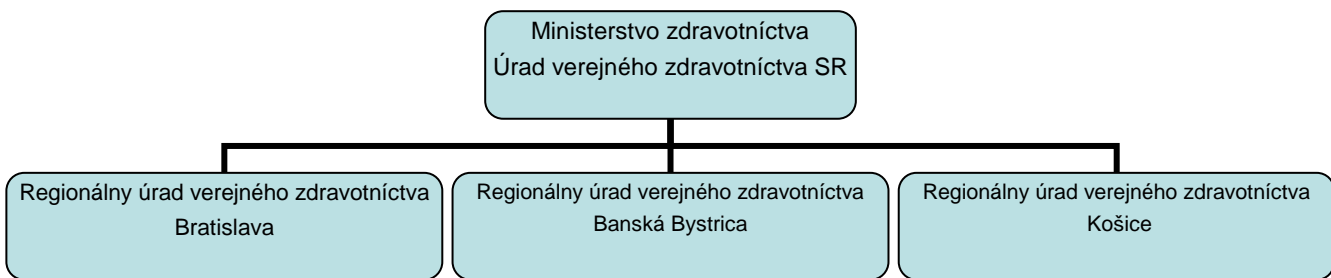 Ministerstvo zdravotníctva
Úrad verejného zdravotníctva SR
Regionálny úrad verejného zdravotníctva
Bratislava
Regionálny úrad verejného zdravotníctva
Banská Bystrica
Regionálny úrad verejného zdravotníctva
Košice